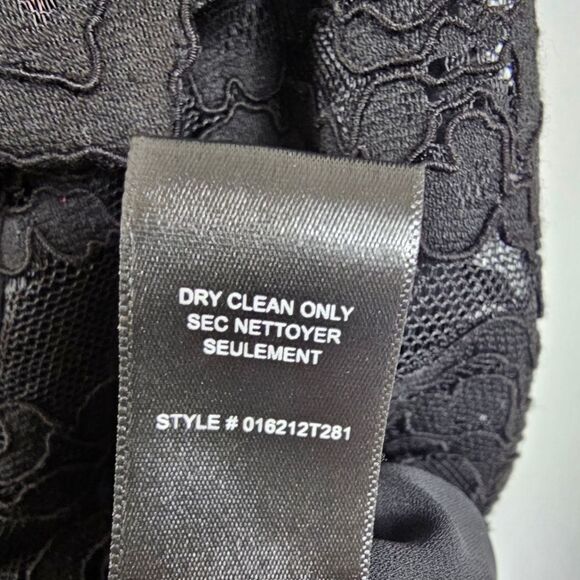 DRY CLEAN ONLY
SEC NETTOYER
SEULEMENT
STYLE # 016212T281